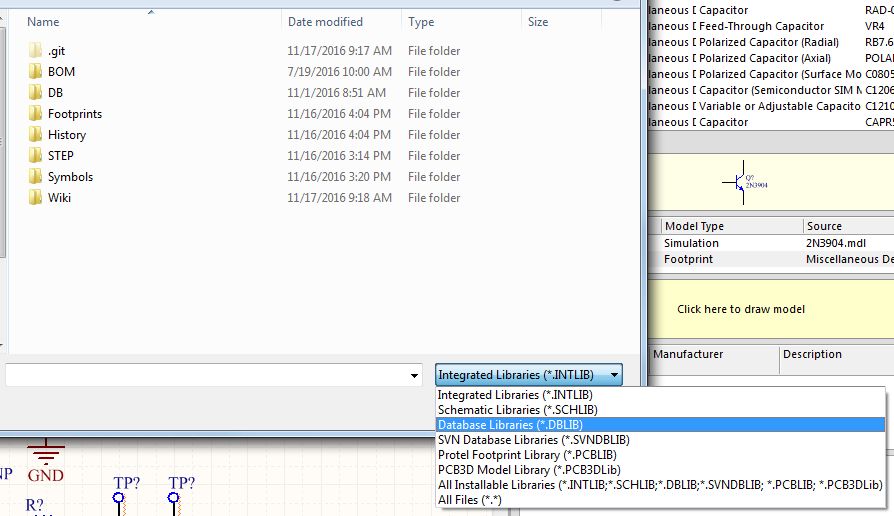 Name Date modified Type Size
.git 11/17/2016 9:17 AM File folder
BOM 7/19/2016 10:00 AM File folder
DB 11/1/2016 8:51 AM File folder
Footprints 11/16/2016 4:04 PM File folder
History 11/16/2016 4:04 PM File folder
STEP 11/16/2016 3:14 PM File folder
Symbols 11/16/2016 3:20 PM File folder
Wiki 11/17/2016 9:18 AM File folder
Integrated Libraries (*.INTLIB)
Integrated Libraries (*.INTLIB)
Schematic Libraries (*.SCHLIB)
Database Libraries (*.DBLIB)
SVN Database Libraries (*.SVNDBLIB)
Protel Footprint Library (*.PCBLIB)
PCB3D Model Library (*.PCB3DLib)
All Installable Libraries (*.INTLIB;*.SCHLIB;*.DBLIB;*.SVNDBLIB; *.PCBLIB; *.PCB3DLib)
All Files (*.*)
laneous D Capacitor RAD-0
laneous D Feed-Through Capacitor VR4
laneous D Polarized Capacitor (Radial) RB7.6
laneous D Polarized Capacitor (Axial) POLA
laneous D Polarized Capacitor (Surface Mo C0805
laneous D Capacitor (Semiconductor SIM M C1206
laneous D Variable or Adjustable Capacito C1210
laneous D Capacitor CAPR5
Q?
2N3904
Model Type Source
Simulation 2N3904.mdl
Footprint Miscellaneous De
Click here to draw model
Manufacturer Description
NP GND
TP? TP?
R?